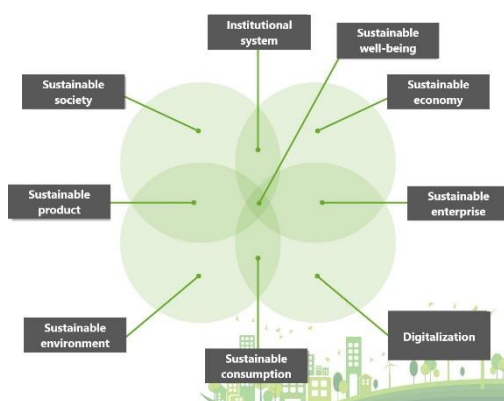 Institutional
system
Sustainable
well-being
Sustainable
society
Sustainable
economy
Sustainable
product
Sustainable
enterprise
Sustainable
environment
Sustainable
consumption
Digitalization